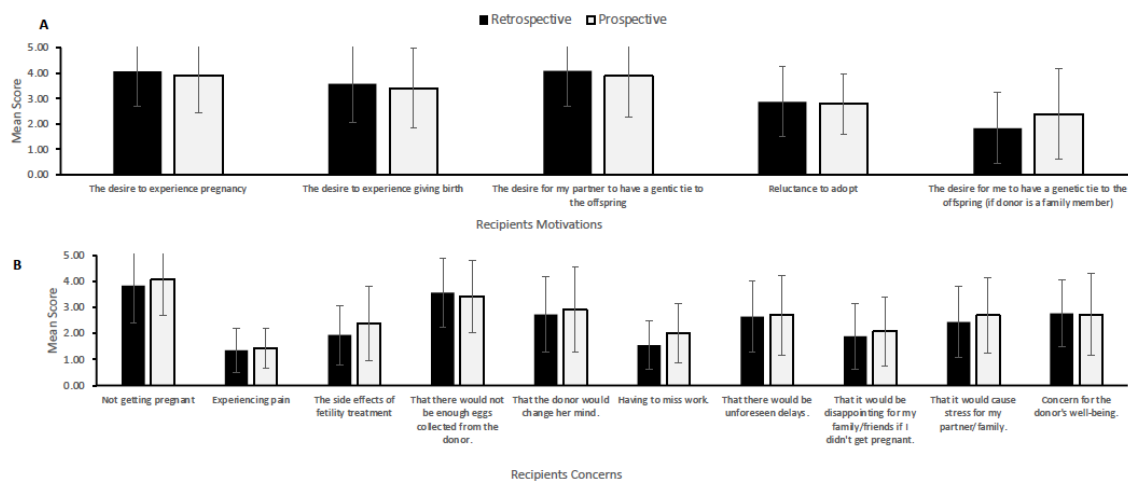 A
Retrospective Prospective
5.00
4.00
3.00
2.00
1.00
0.00
Mean Score
The desire to experience pregnancy
The desire to experience giving birth
The desire for my partner to have a gentic tie to
the offspring
Reluctance to adopt
The desire for me to have a genetic tie to the
offspring (if donor is a family member)
Recipients Motivations
B
5.00
4.00
3.00
2.00
1.00
0.00
Mean Score
Not getting pregnant
Experiencing pain
The side effects of
fetility treatment
That there would not
be enough eggs
collected from the
donor.
That the donor would
change her mind.
Having to miss work.
That there would be
unforeseen delays.
That it would be
disappointing for my
family/friends if I
didn't get pregnant.
That it would cause
stress for my
partner/family.
Concern for the
donor's well-being.
Recipients Concerns